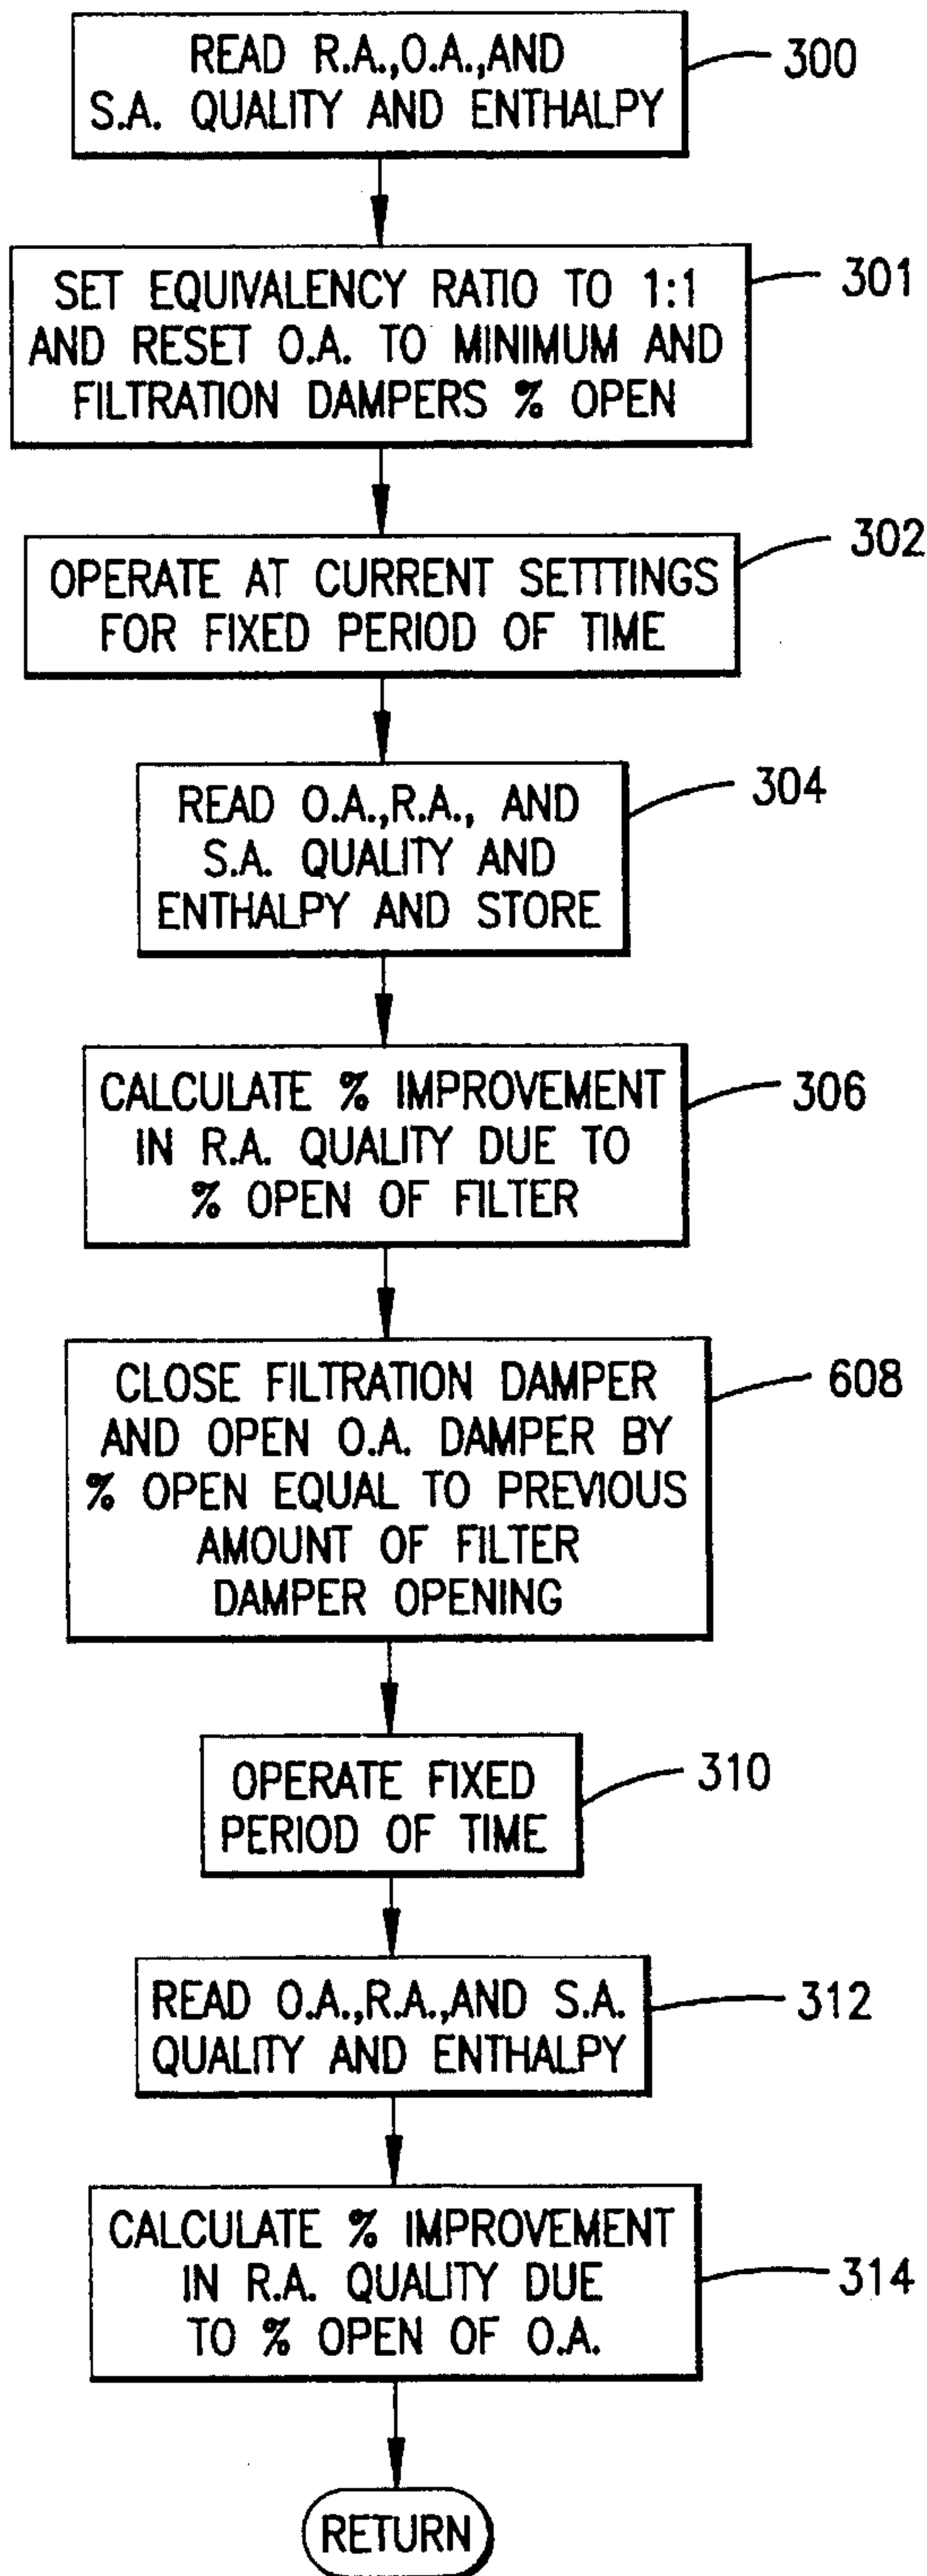 READ R.A.,O.A.,AND
S.A. QUALITY AND ENTHALPY
300
SET EQUIVALENCY RATIO TO 1:1
AND RESET O.A. TO MINIMUM AND
FILTRATION DAMPERS % OPEN
301
OPERATE AT CURRENT SETTTINGS
FOR FIXED PERIOD OF TIME
302
READ O.A.,R.A., AND
S.A. QUALITY AND
ENTHALPY AND STORE
304
CALCULATE % IMPROVEMENT
IN R.A. QUALITY DUE TO
% OPEN OF FILTER
306
CLOSE FILTRATION DAMPER
AND OPEN O.A. DAMPER BY
% OPEN EQUAL TO PREVIOUS
AMOUNT OF FILTER
DAMPER OPENING
608
OPERATE FIXED
PERIOD OF TIME
310
READ O.A.,R.A.,AND S.A.
QUALITY AND ENTHALPY
312
CALCULATE % IMPROVEMENT
IN R.A. QUALITY DUE
TO % OPEN OF O.A.
314
RETURN